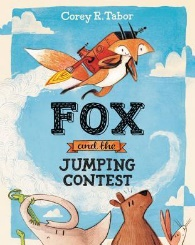 Corey R. Tabor
FOX
and the
JUMPING
CONTEST